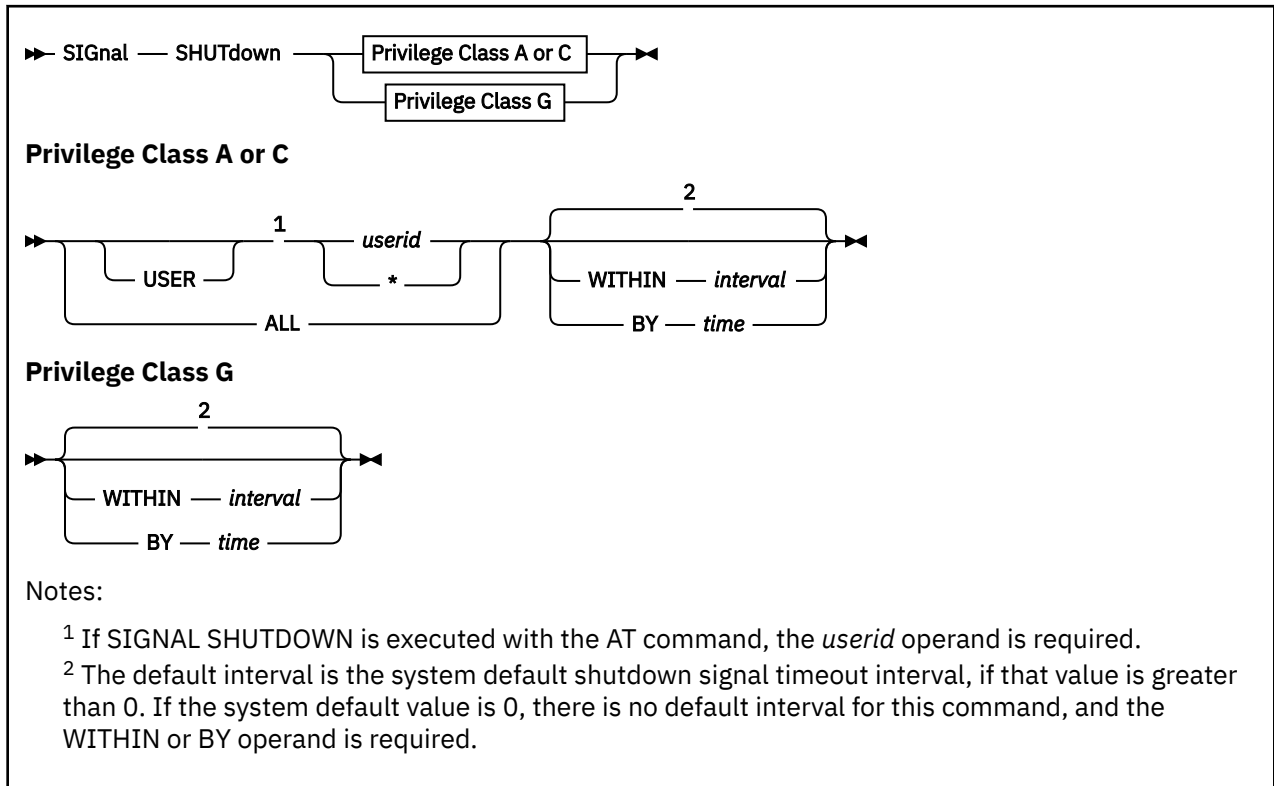 SIGnal SHUTdown Privilege Class A or C
Privilege Class G
Privilege Class A or C
2
1 userid
USER * WITHIN interval
ALL BY time
Privilege Class G
2
WITHIN interval
BY time
Notes:
1 If SIGNAL SHUTDOWN is executed with the AT command, the userid operand is required.
2 The default interval is the system default shutdown signal timeout interval, if that value is greater
than 0. If the system default value is 0, there is no default interval for this command, and the
WITHIN or BY operand is required.